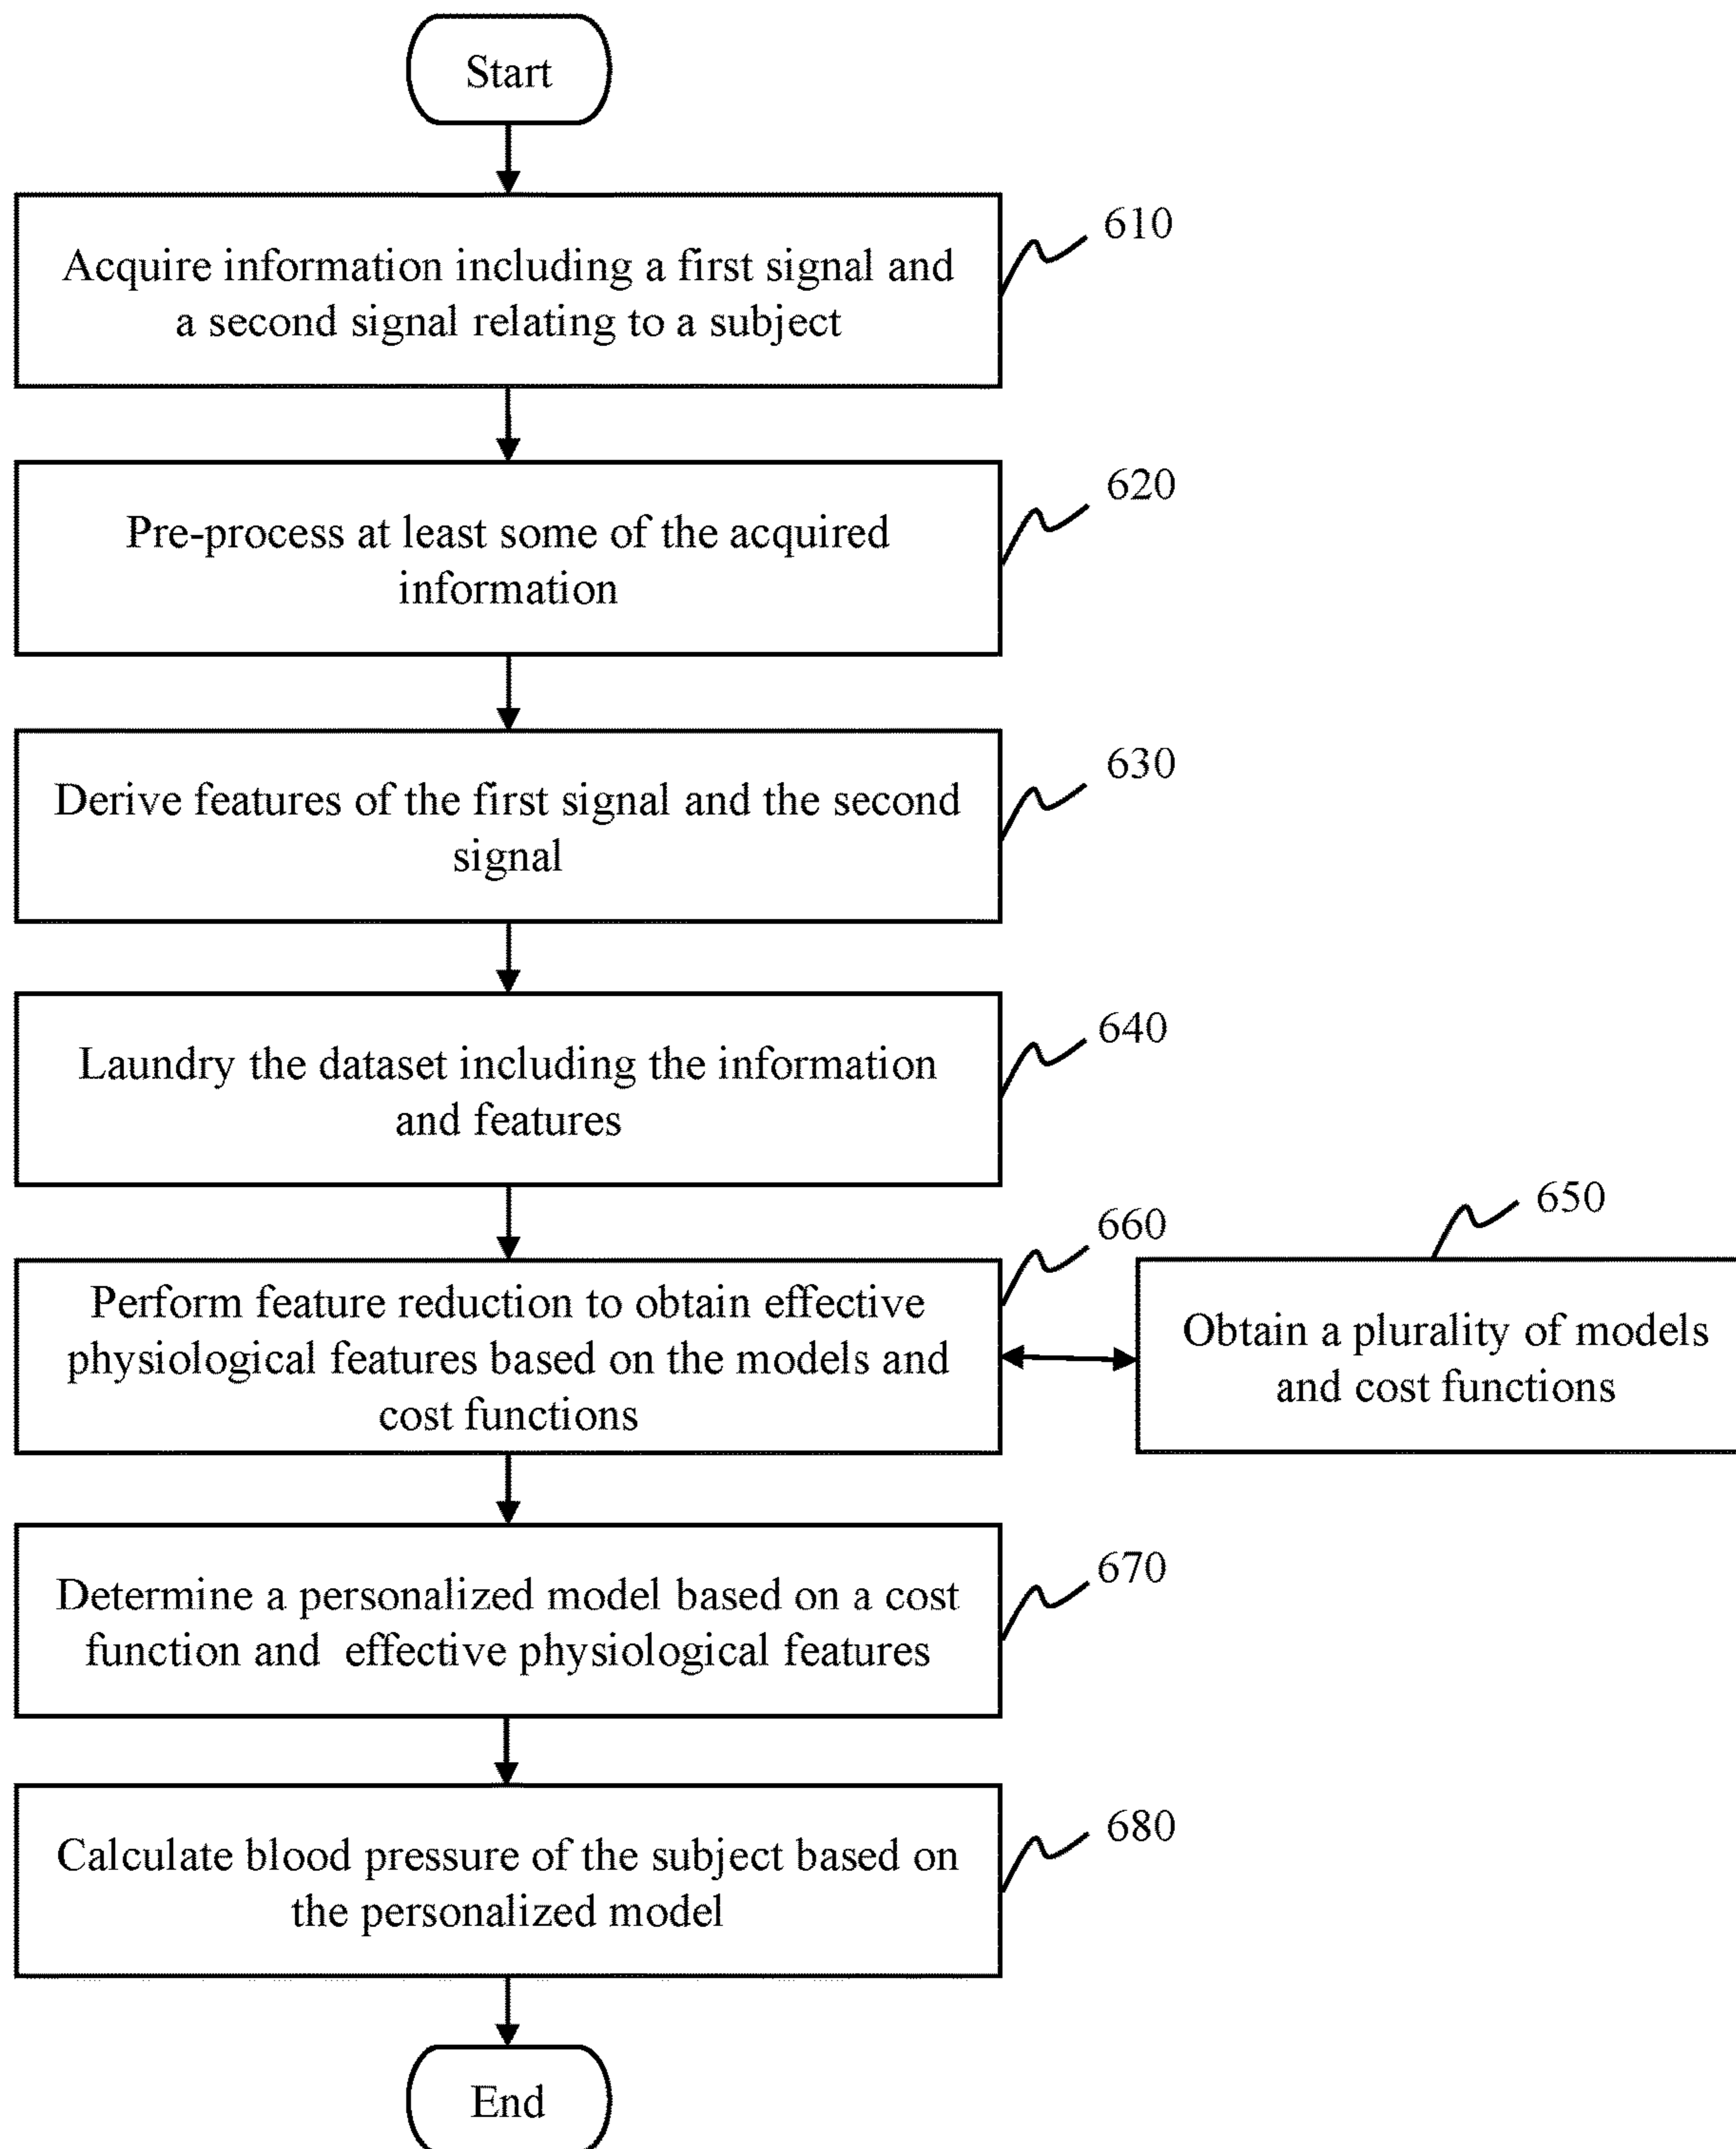 Start
610
Acquire information including a first signal and
a second signal relating to a subject
620
Pre-process at least some of the acquired
information
630
Derive features of the first signal and the second
signal
640
Laundry the dataset including the information
and features
660
Perform feature reduction to obtain effective
physiological features based on the models and
cost functions
650
Obtain a plurality of models
and cost functions
670
Determine a personalized model based on a cost
function and effective physiological features
680
Calculate blood pressure of the subject based on
the personalized model
End